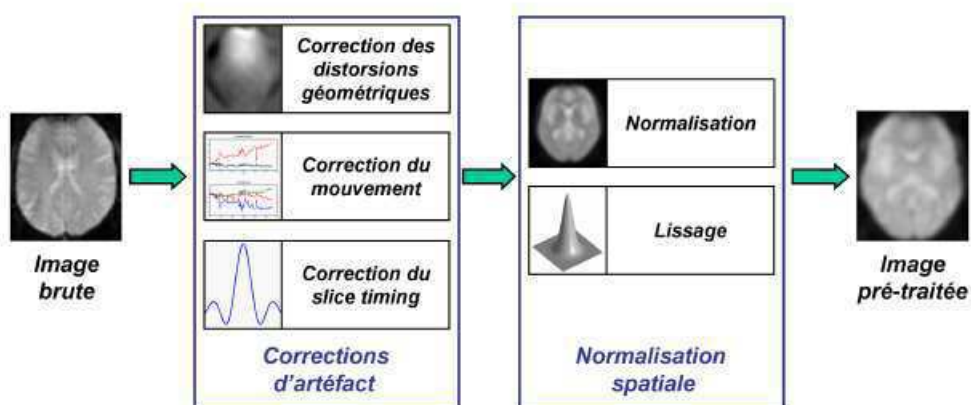 Image
brute
Correction des
distorsions
géométriques
Correction du
mouvement
Correction du
slice timing
Corrections
d'artéfact
Normalisation
Lissage
Normalisation
spatiale
Image
pré-traitée